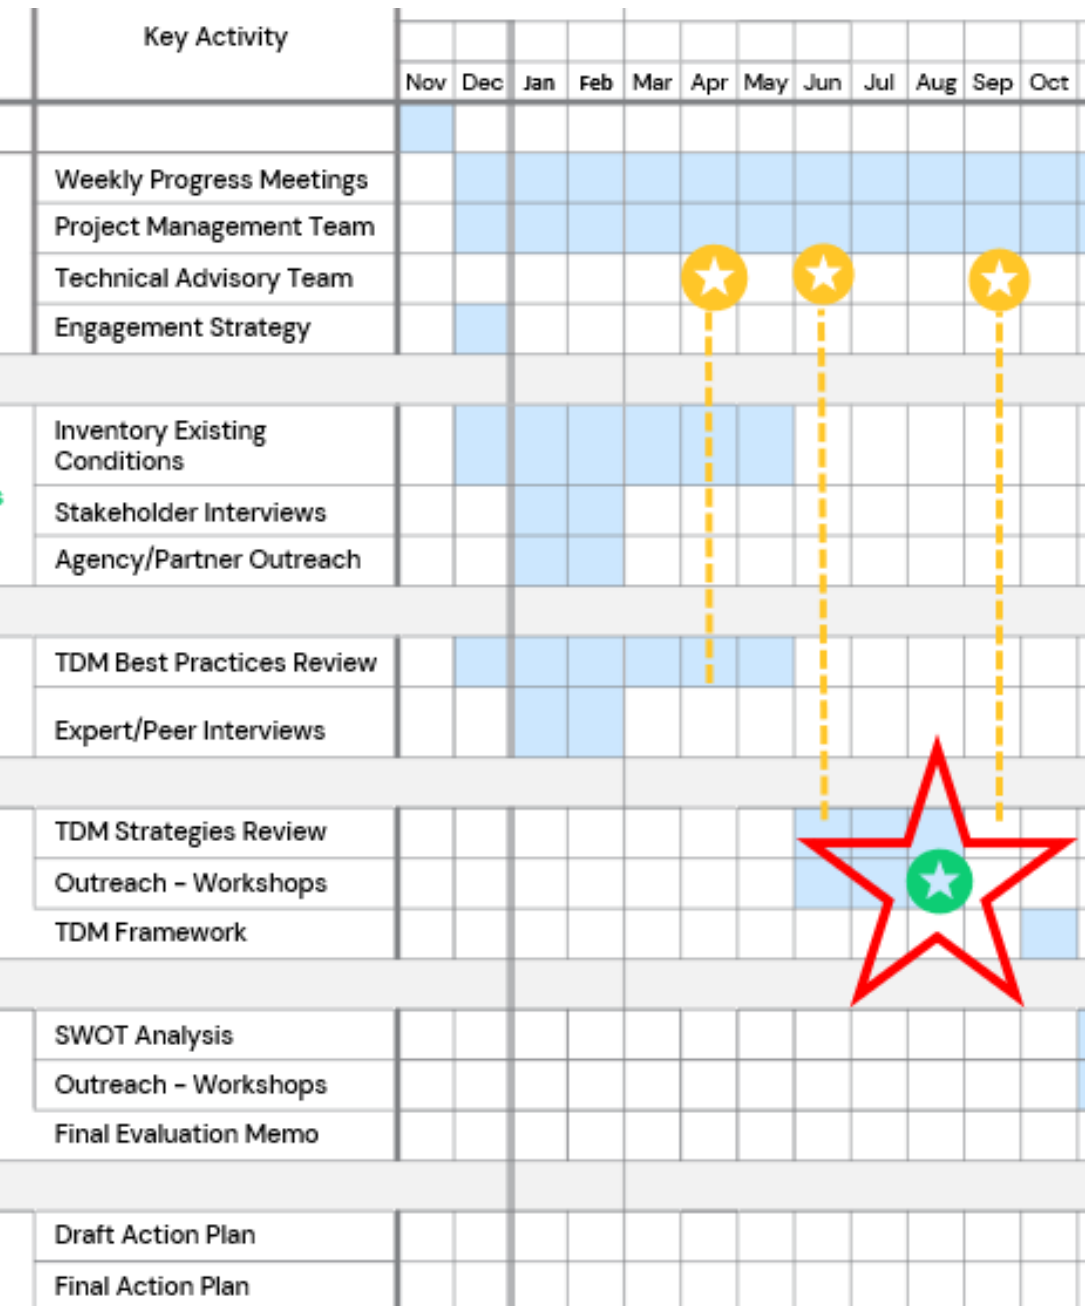 Key Activity
Nov Dec Jan Feb Mar Apr May Jun Jul Aug Sep Oct
Weekly Progress Meetings
Project Management Team
Technical Advisory Team
Engagement Strategy
Inventory Existing
Conditions
Stakeholder Interviews
Agency/Partner Outreach
TDM Best Practices Review
Expert/Peer Interviews
TDM Strategies Review
Outreach - Workshops
TDM Framework
SWOT Analysis
Outreach - Workshops
Final Evaluation Memo
Draft Action Plan
Final Action Plan